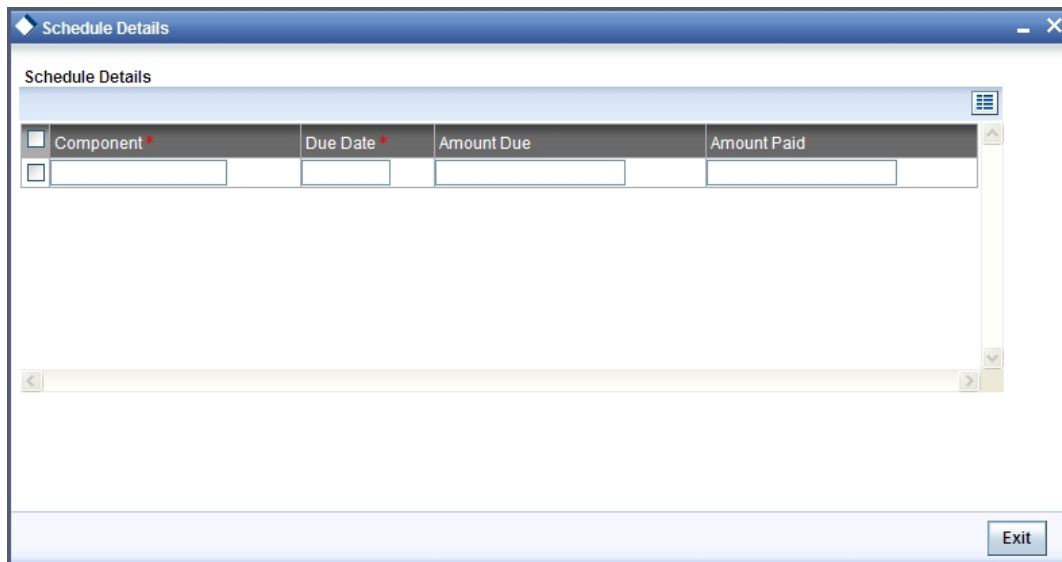 Schedule Details
Schedule Details
Component * Due Date * Amount Due Amount Paid
Exit